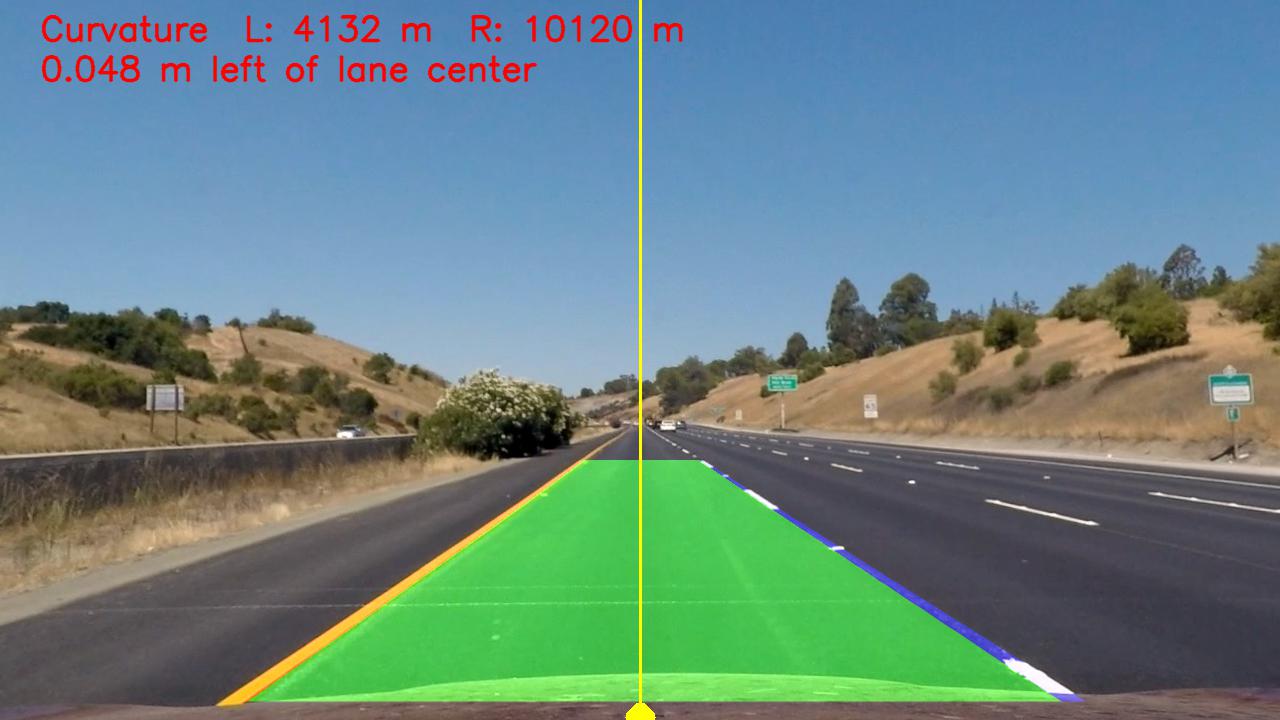 Curvature L: 4132 m R: 10120 m
0.048 m left of lane center